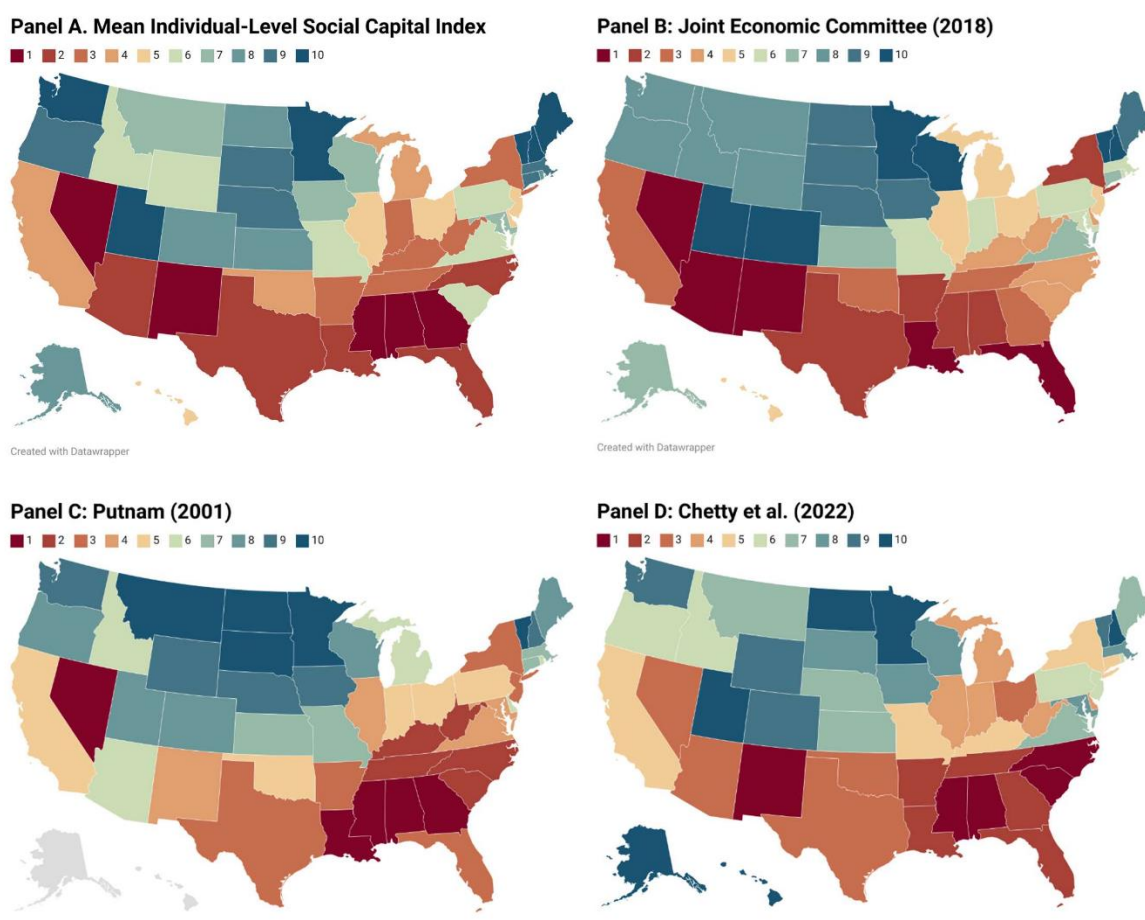 Panel A. Mean Individual-Level Social Capital Index
1 2 3 4 5 6 7 8 9 10
Created with Datawrapper
Panel B: Joint Economic Committee (2018)
1 2 3 4 5 6 7 8 9 10
Created with Datawrapper
Panel C: Putnam (2001)
1 2 3 4 5 6 7 8 9 10
Panel D: Chetty et al. (2022)
1 2 3 4 5 6 7 8 9 10